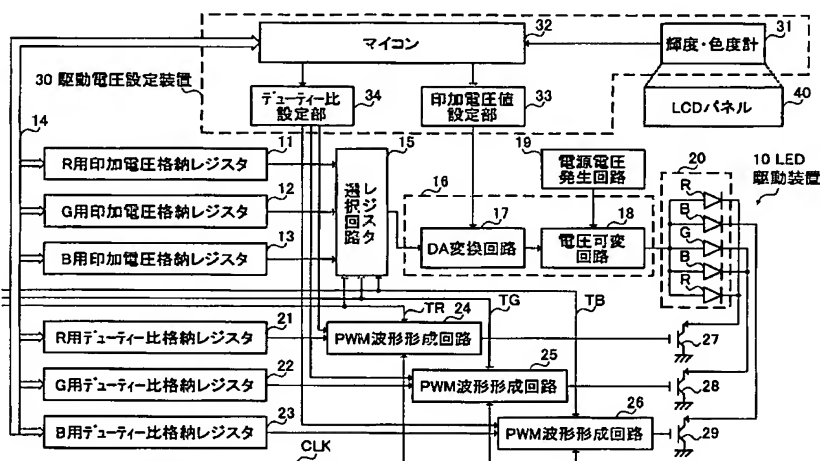 32
マイコン
31
輝度・色度計
30 駆動電圧設定装置
デューティー比
設定部
34
印加電圧値
設定部
33
LCDパネル
40
14
11
R用印加電圧格納レジスタ
12
G用印加電圧格納レジスタ
13
B用印加電圧格納レジスタ
15
レジスタ
選択回路
16
17
DA変換回路
19
電源電圧
発生回路
18
電圧可変
回路
20
R
B
G
B
R
10 LED
駆動装置
TR
TG
TB
21
R用デューティー比格納レジスタ
24
PWM波形形成回路
27
22
G用デューティー比格納レジスタ
25
PWM波形形成回路
28
23
B用デューティー比格納レジスタ
26
PWM波形形成回路
29
CLK